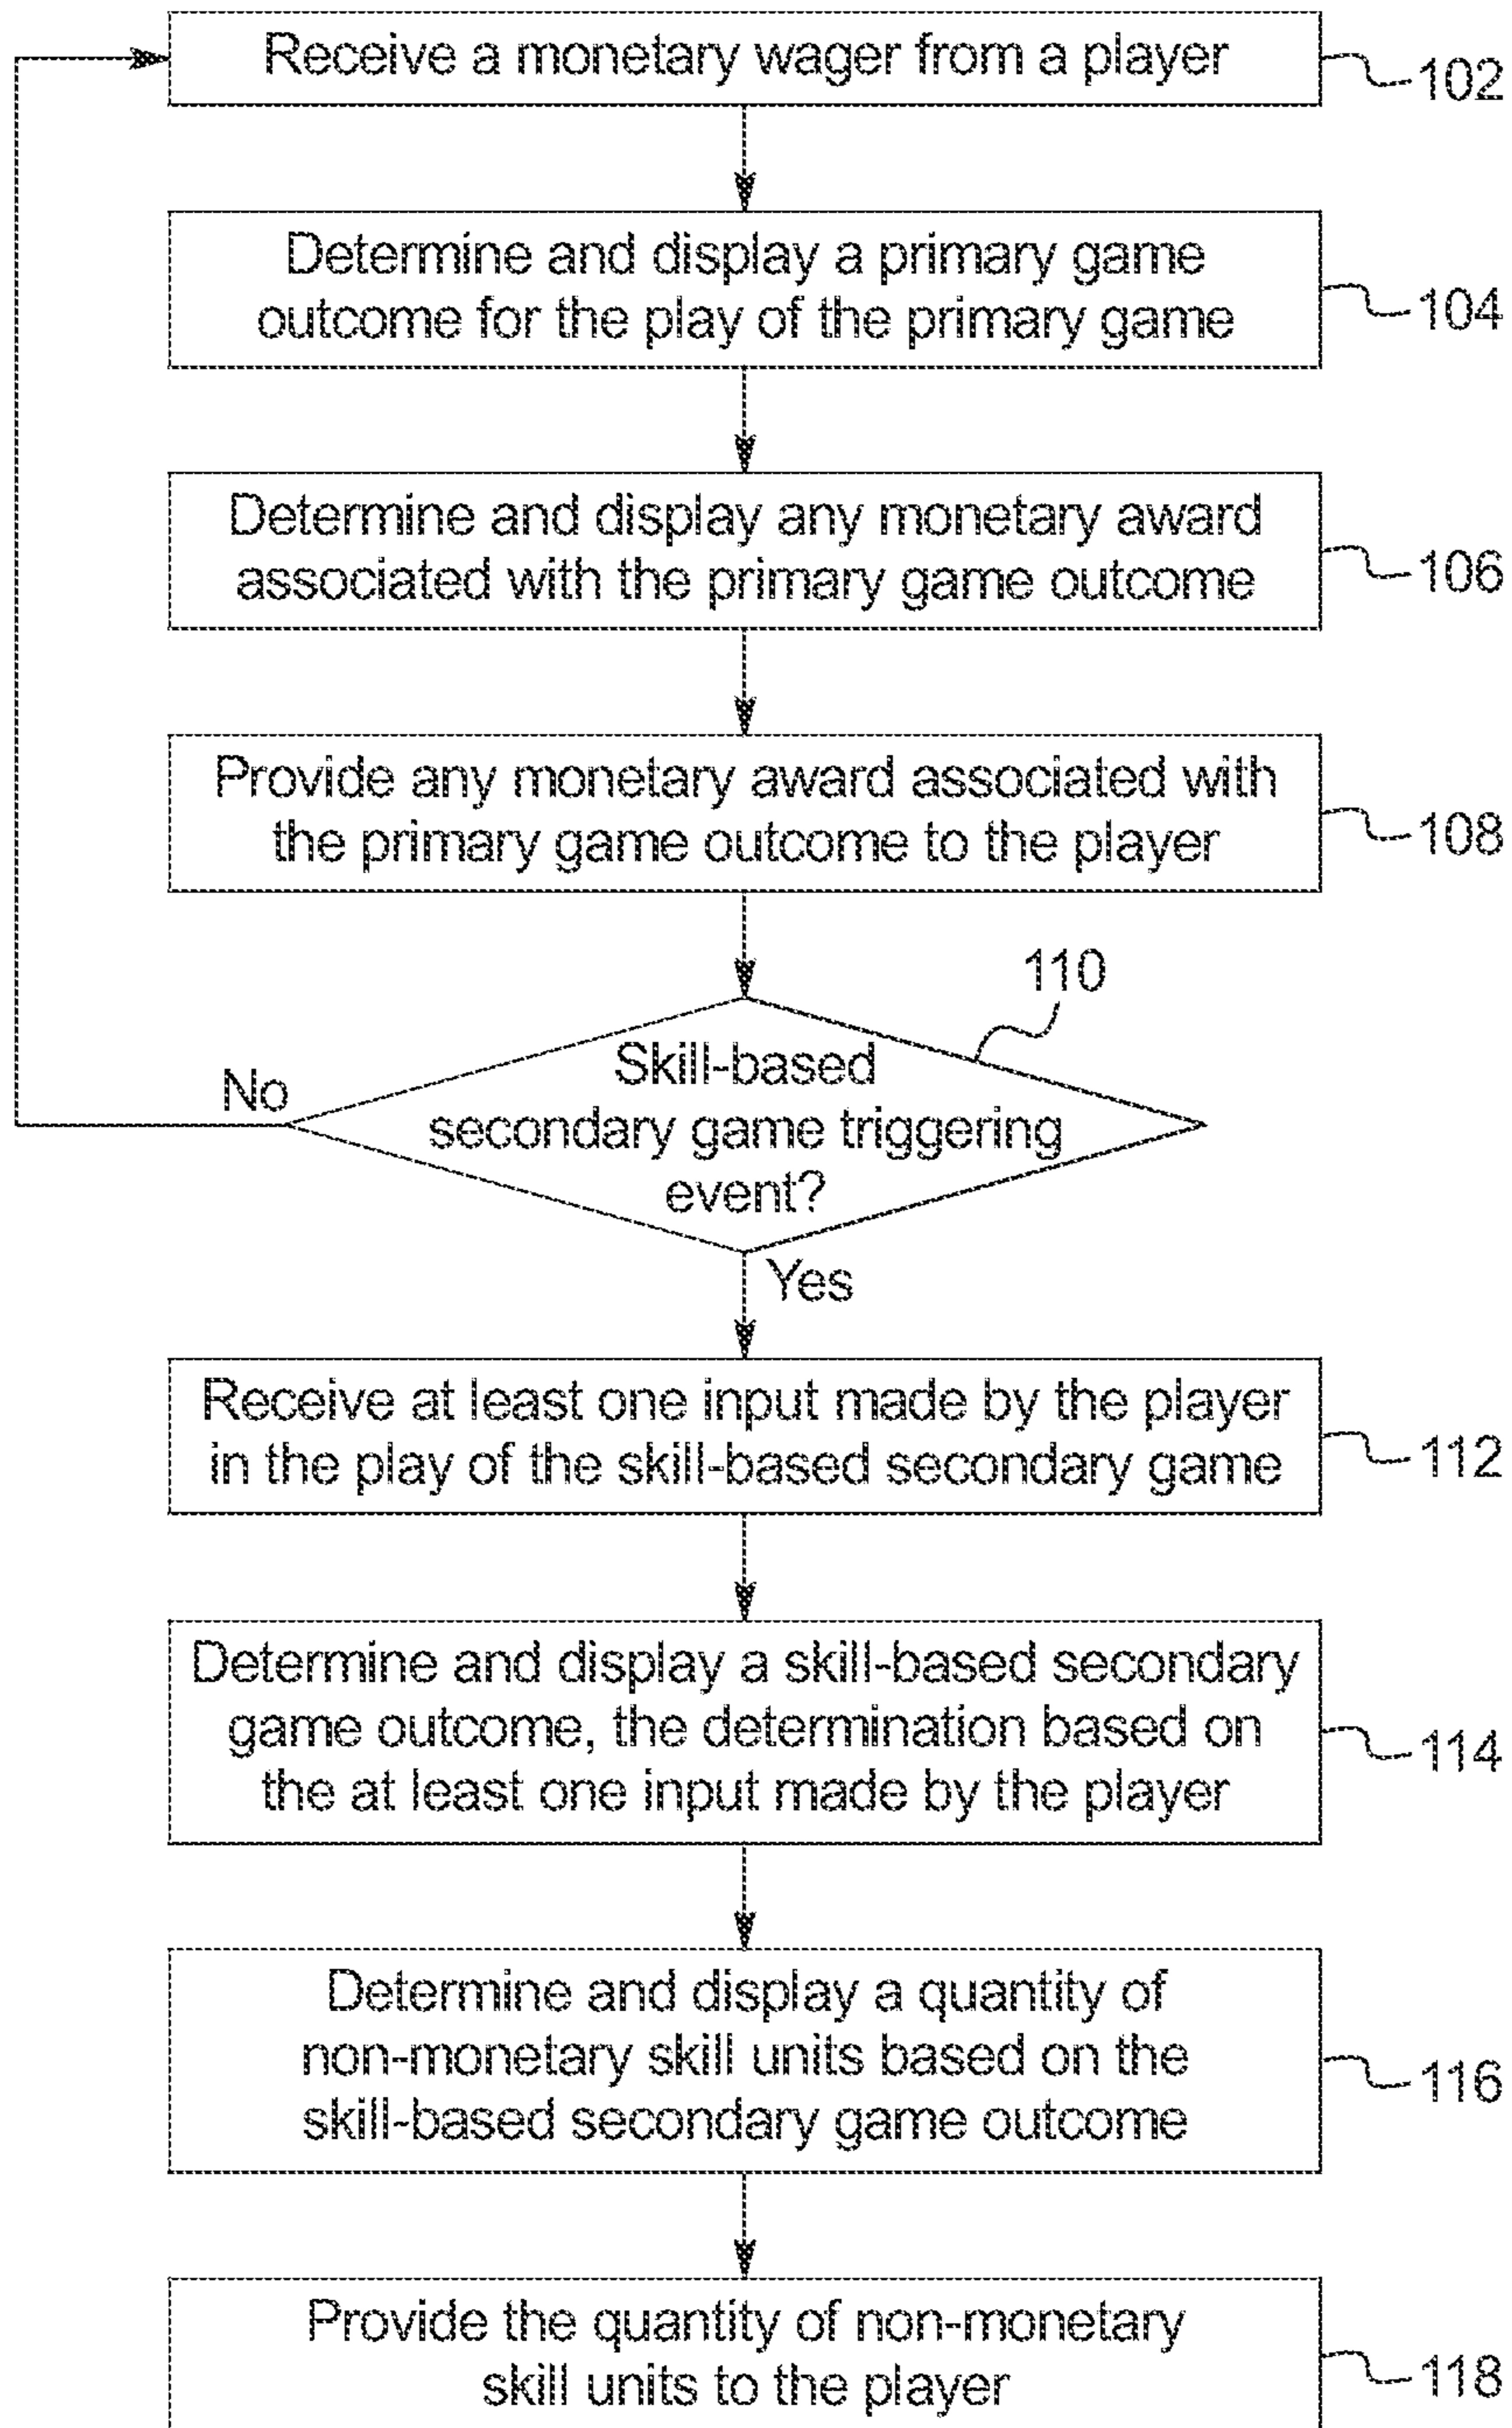 Receive a monetary wager from a player
102
Determine and display a primary game
outcome for the play of the primary game
104
Determine and display any monetary award
associated with the primary game outcome
106
Provide any monetary award associated with
the primary game outcome to the player
108
110
Skill-based
secondary game triggering
event?
No
Yes
Receive at least one input made by the player
in the play of the skill-based secondary game
112
Determine and display a skill-based secondary
game outcome, the determination based on
the at least one input made by the player
114
Determine and display a quantity of
non-monetary skill units based on the
skill-based secondary game outcome
116
Provide the quantity of non-monetary
skill units to the player
118